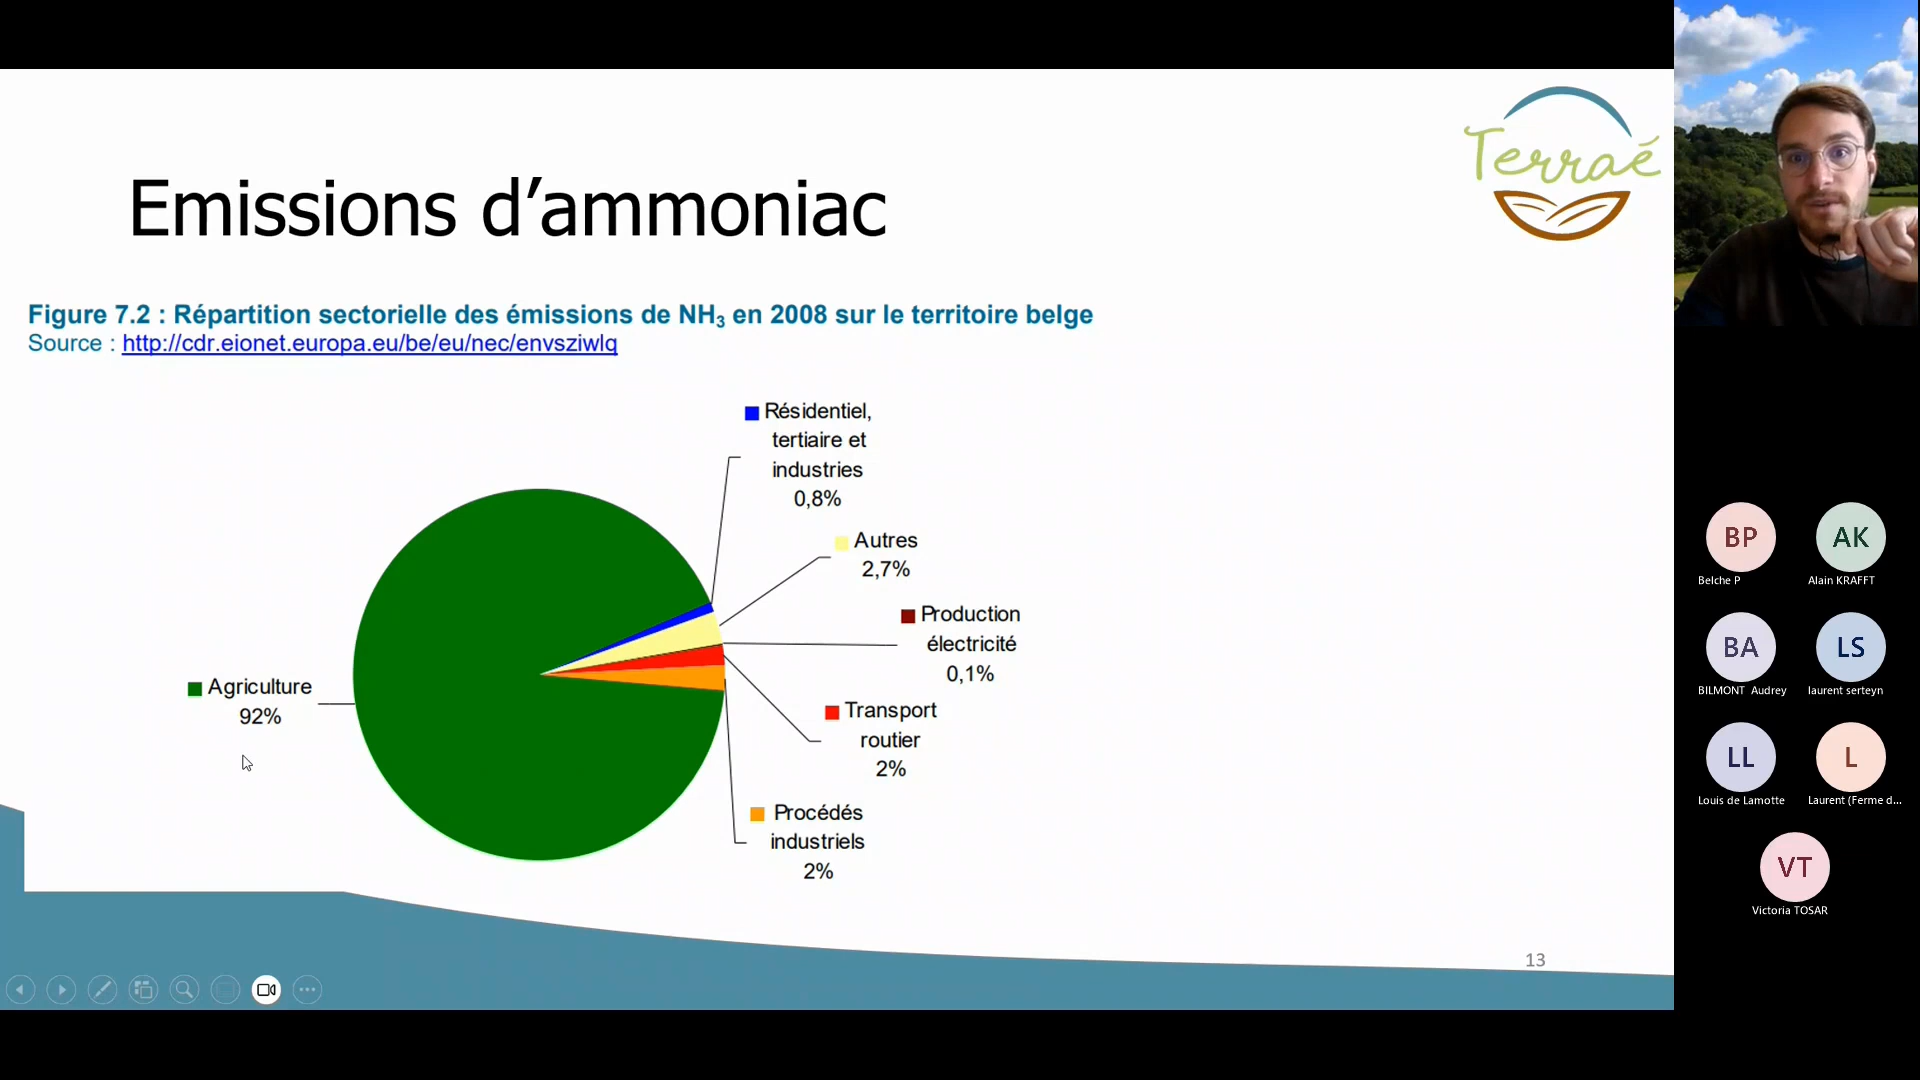 Terraé
Emissions d’ammoniac
Figure 7.2 : Répartition sectorielle des émissions de NH₃ en 2008 sur le territoire belge
Source : http://cdr.eionet.europa.eu/be/eu/nec/envsziwlq
Résidentiel,
tertiaire et
industries
0,8%
Autres
2,7%
Production
électricité
0,1%
Agriculture
92%
Transport
routier
2%
Procédés
industriels
2%
13
BP
Belche P
AK
Alain KRAFFT
BA
BILMONT Audrey
LS
laurent serteyn
LL
Louis de Lamotte
L
Laurent (Ferme d...
VT
Victoria TOSAR